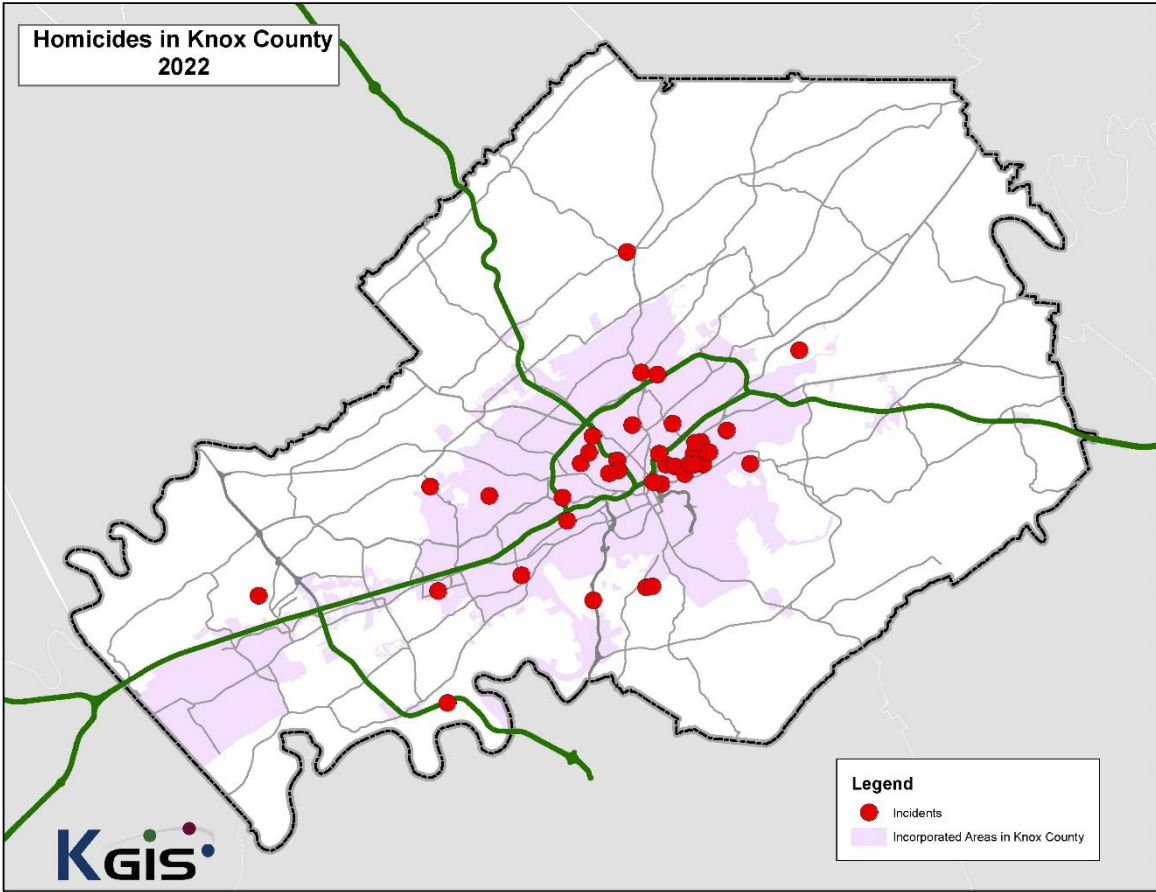 Homicides in Knox County
2022
Legend
Incidents
Incorporated Areas in Knox County
KGIS